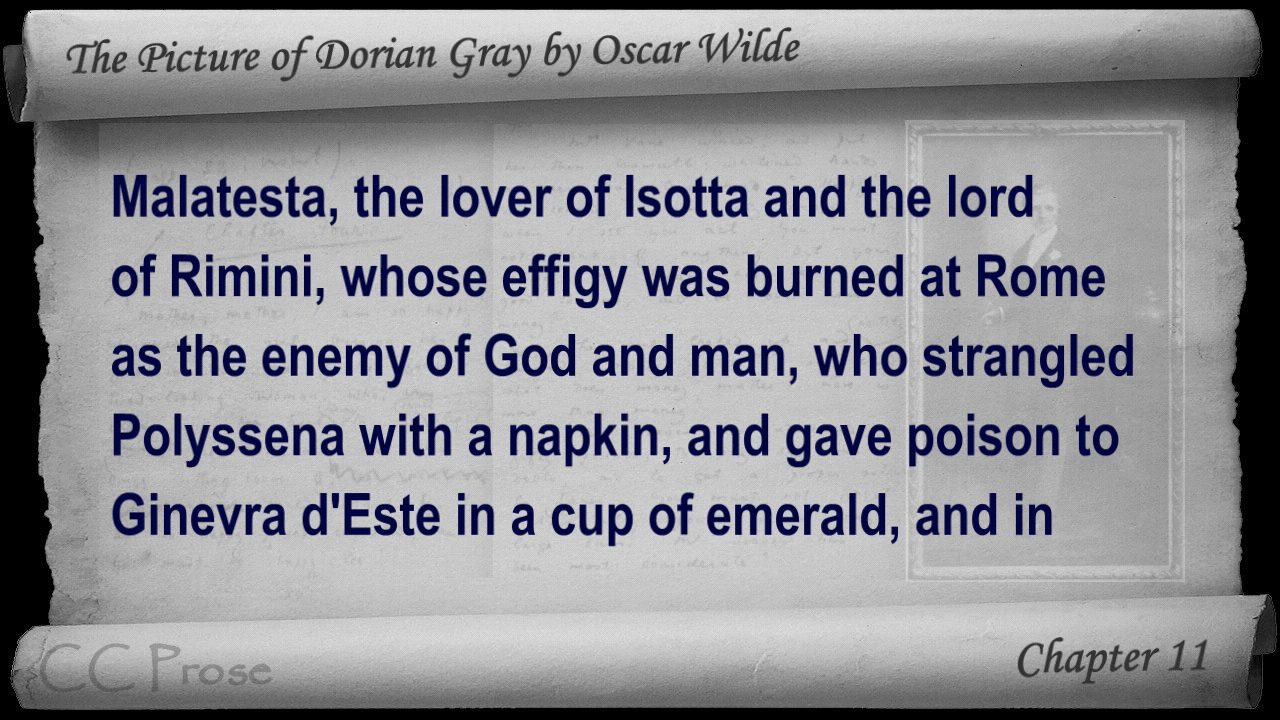 The Picture of Dorian Gray by Oscar Wilde
Malatesta, the lover of Isotta and the lord
of Rimini, whose effigy was burned at Rome
as the enemy of God and man, who strangled
Polyssena with a napkin, and gave poison to
Ginevra d'Este in a cup of emerald, and in
CC Prose
Chapter 11